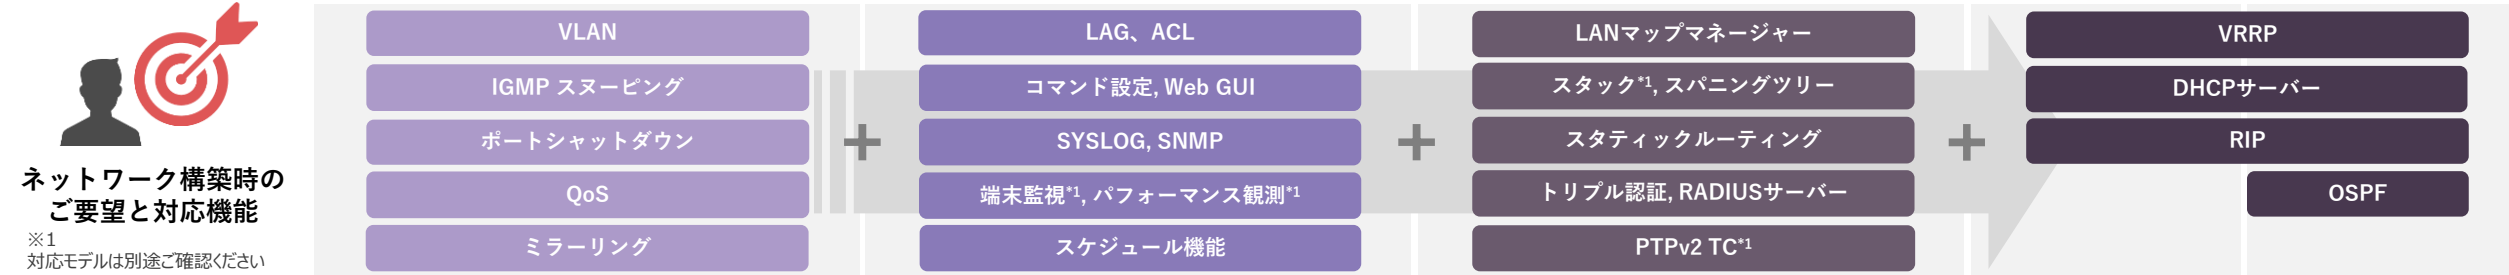 ネットワーク構築時の
ご要望と対応機能
※1
対応モデルは別途ご確認ください
VLAN
IGMP スヌーピング
ポートシャットダウン
QoS
ミラーリング
+
LAG、ACL
コマンド設定, Web GUI
SYSLOG, SNMP
端末監視*1, パフォーマンス観測*1
スケジュール機能
+
LANマップマネージャー
スタック*1, スパニングツリー
スタティックルーティング
トリプル認証, RADIUSサーバー
PTPv2 TC*1
+
VRRP
DHCPサーバー
RIP
OSPF